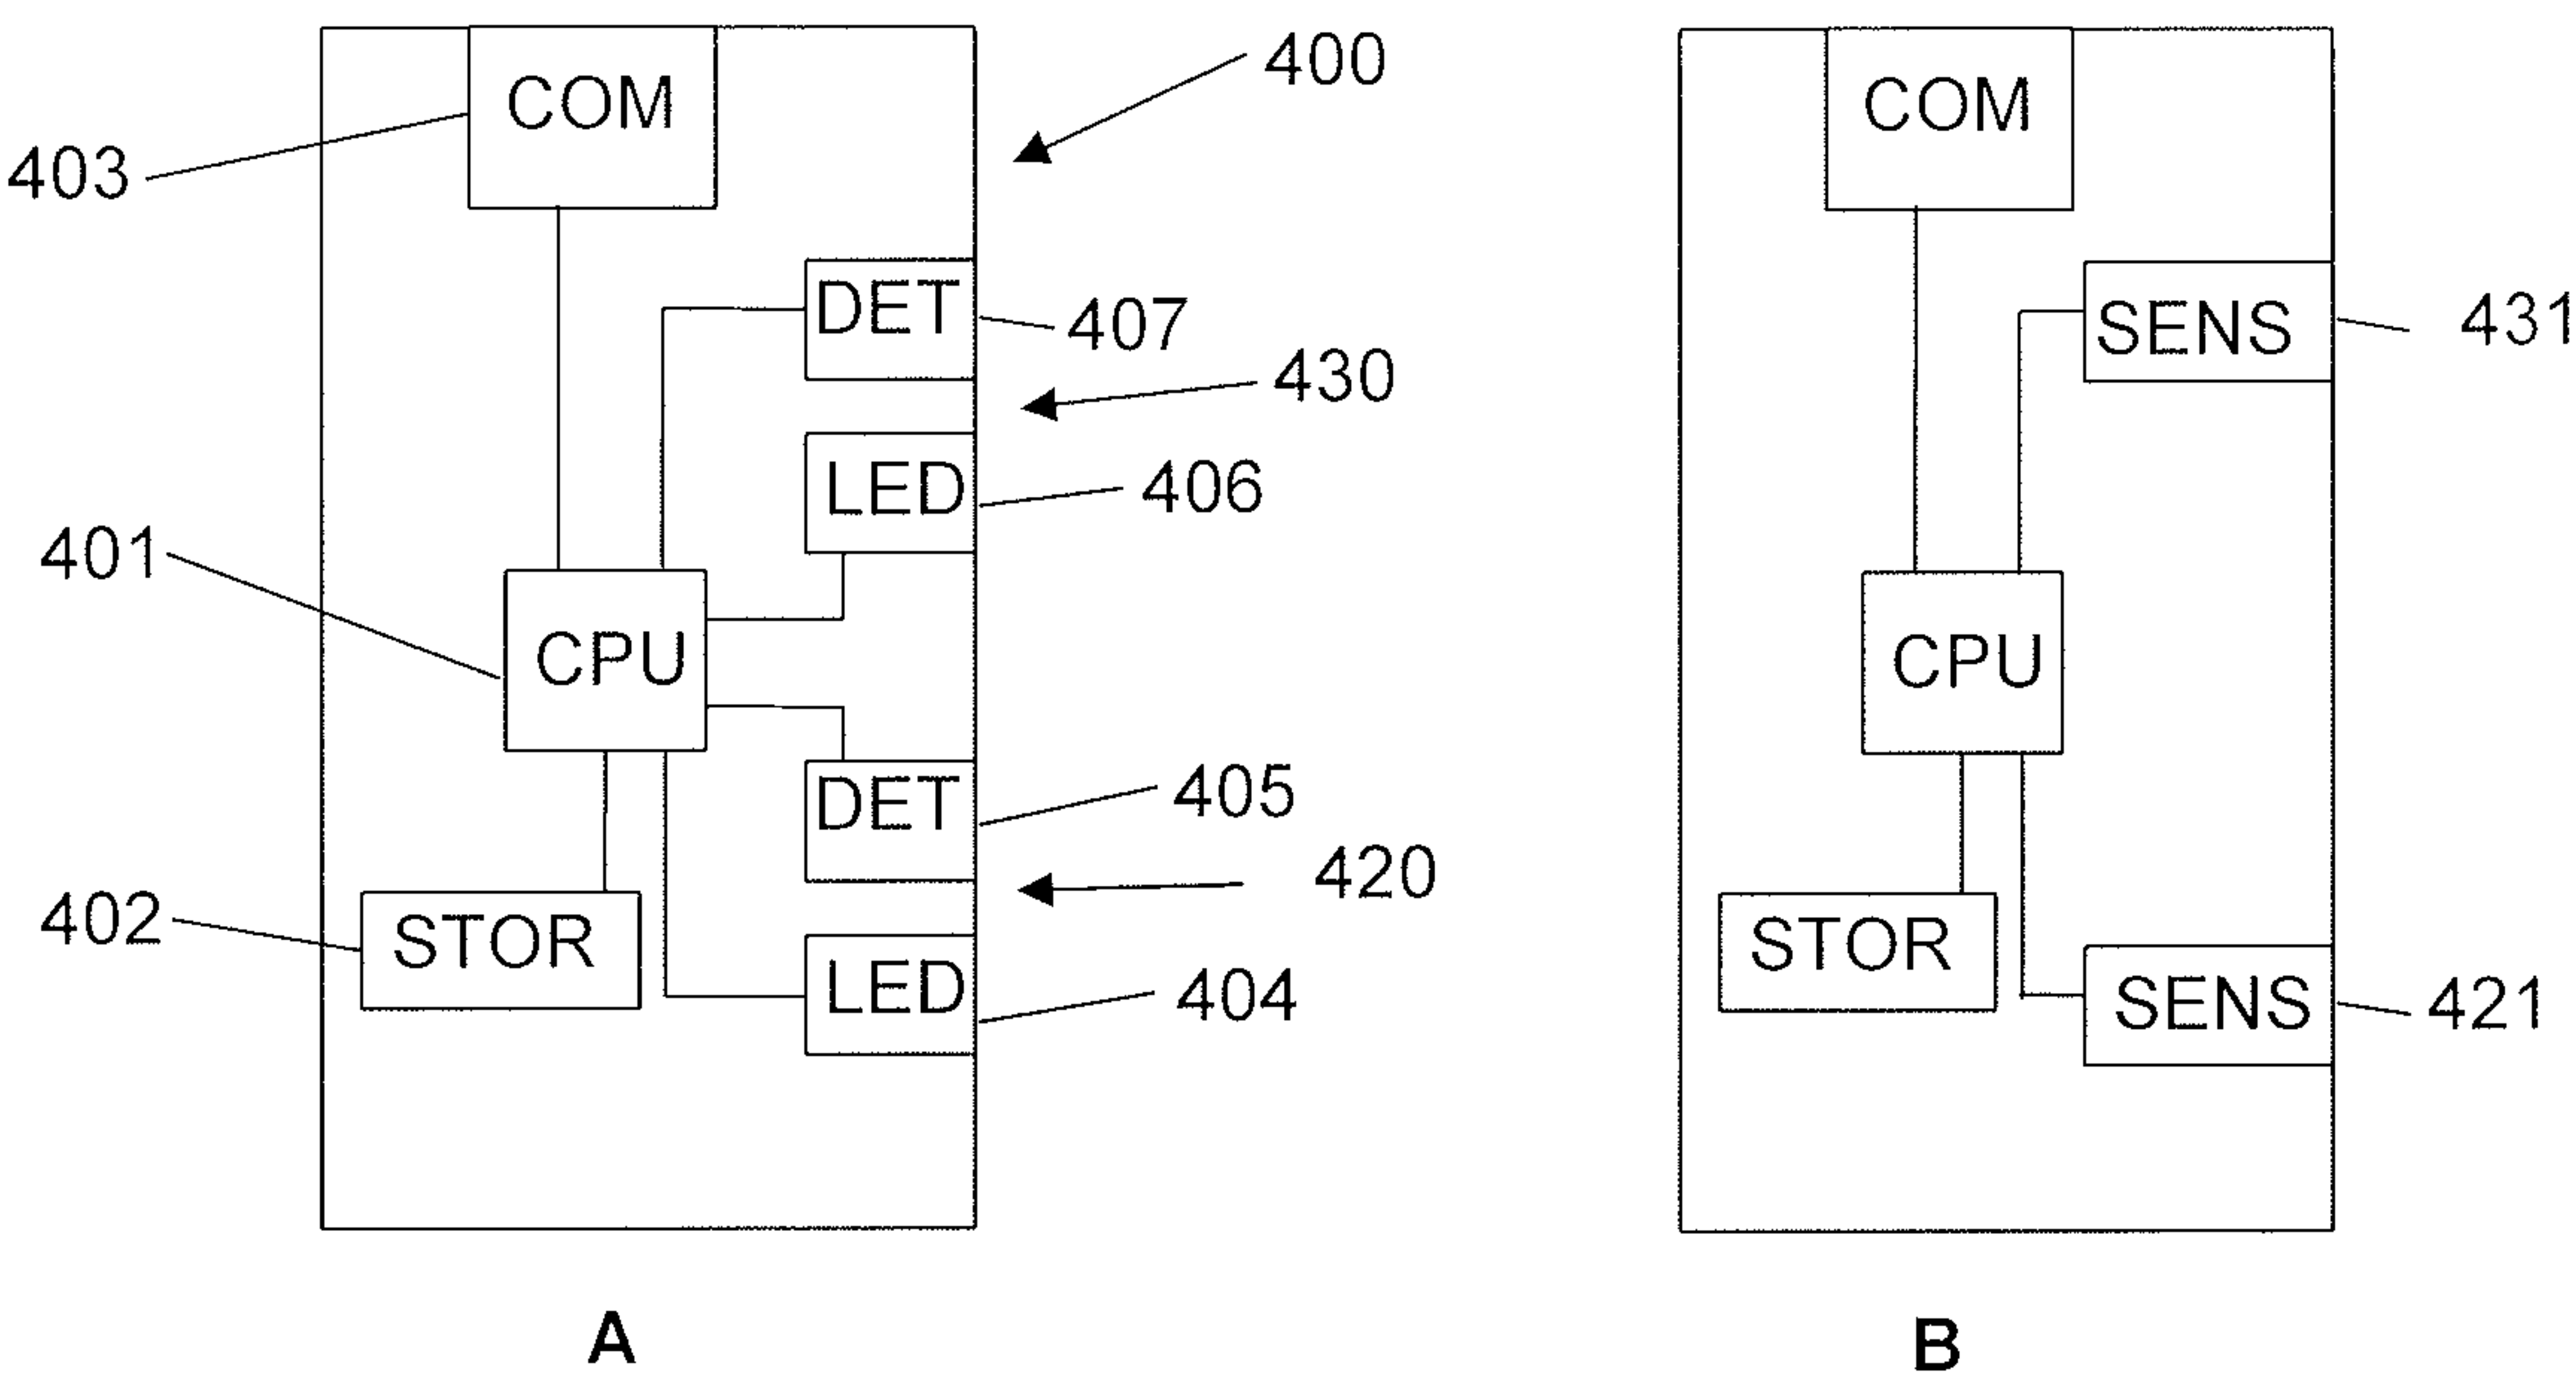 400
COM
403
DET
407
430
LED
406
401
CPU
DET
405
420
402
STOR
LED
404
A
COM
SENS
431
CPU
STOR
SENS
421
B